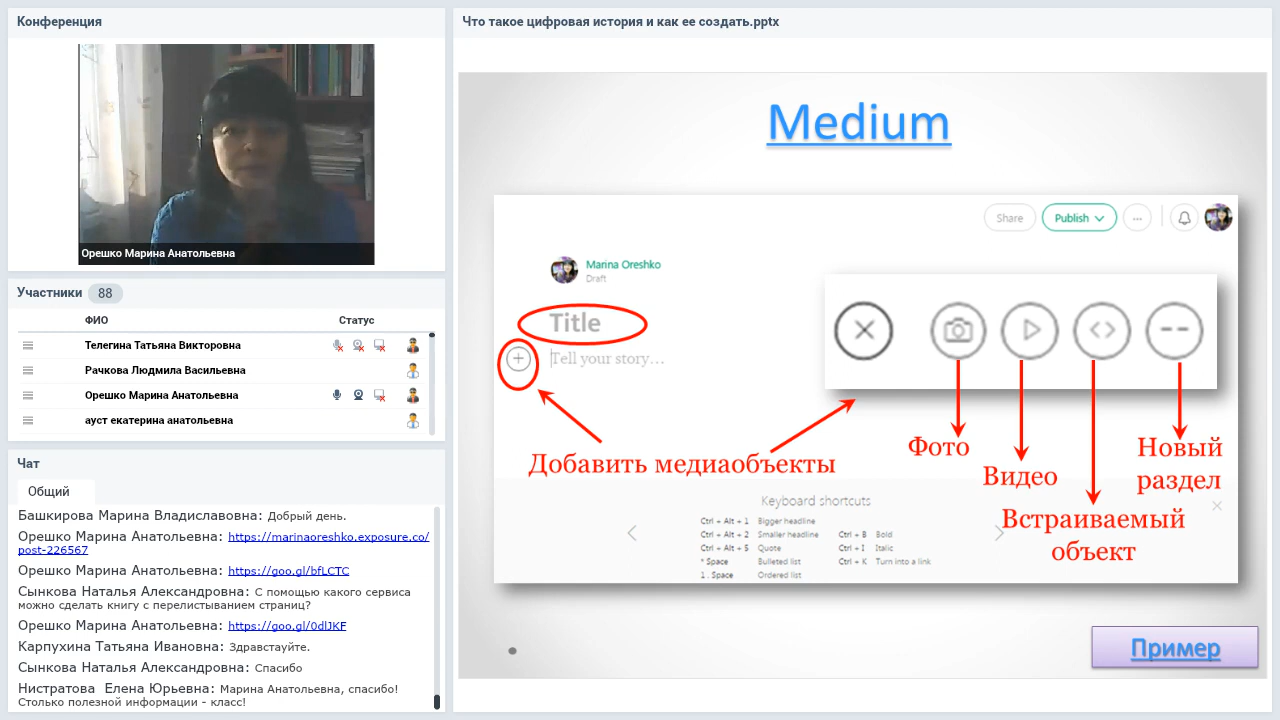 Конференция
Орешко Марина Анатольевна
Участники 88
ФИО Статус
Телегина Татьяна Викторовна
Рачкова Людмила Васильевна
Орешко Марина Анатольевна
ауст екатерина анатольевна
Чат
Общий
Башкирова Марина Владиславовна: Добрый день.
Орешко Марина Анатольевна: https://marinaoreshko.exposure.co/
post-226567
Орешко Марина Анатольевна: https://goo.gl/bfLCTC
Сынкова Наталья Александровна: С помощью какого сервиса
можно сделать книгу с перелистыванием страниц?
Орешко Марина Анатольевна: https://goo.gl/0dlJKF
Карпухина Татьяна Ивановна: Здравстауйте.
Сынкова Наталья Александровна: Спасибо
Нистратова Елена Юрьевна: Марина Анатольевна, спасибо!
Столько полезной информации - класс!
Что такое цифровая история и как ее создать.pptx
Medium
Share Publish
Marina Oreshko
Draft
Title
Tell your story...
Добавить медиаобъекты
Фото
Видео
Встраиваемый
объект
Новый
раздел
Keyboard shortcuts
Ctrl + Alt + 1 Bigger headline
Ctrl + Alt + 2 Smaller headline Ctrl + B Bold
Ctrl + Alt + 5 Quote Ctrl + I Italic
* Space Bulleted list Ctrl + K Turn into a link
1. Space Ordered list
Пример